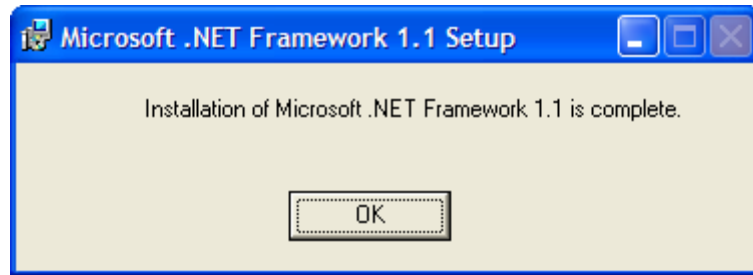 Microsoft .NET Framework 1.1 Setup
Installation of Microsoft .NET Framework 1.1 is complete.
OK